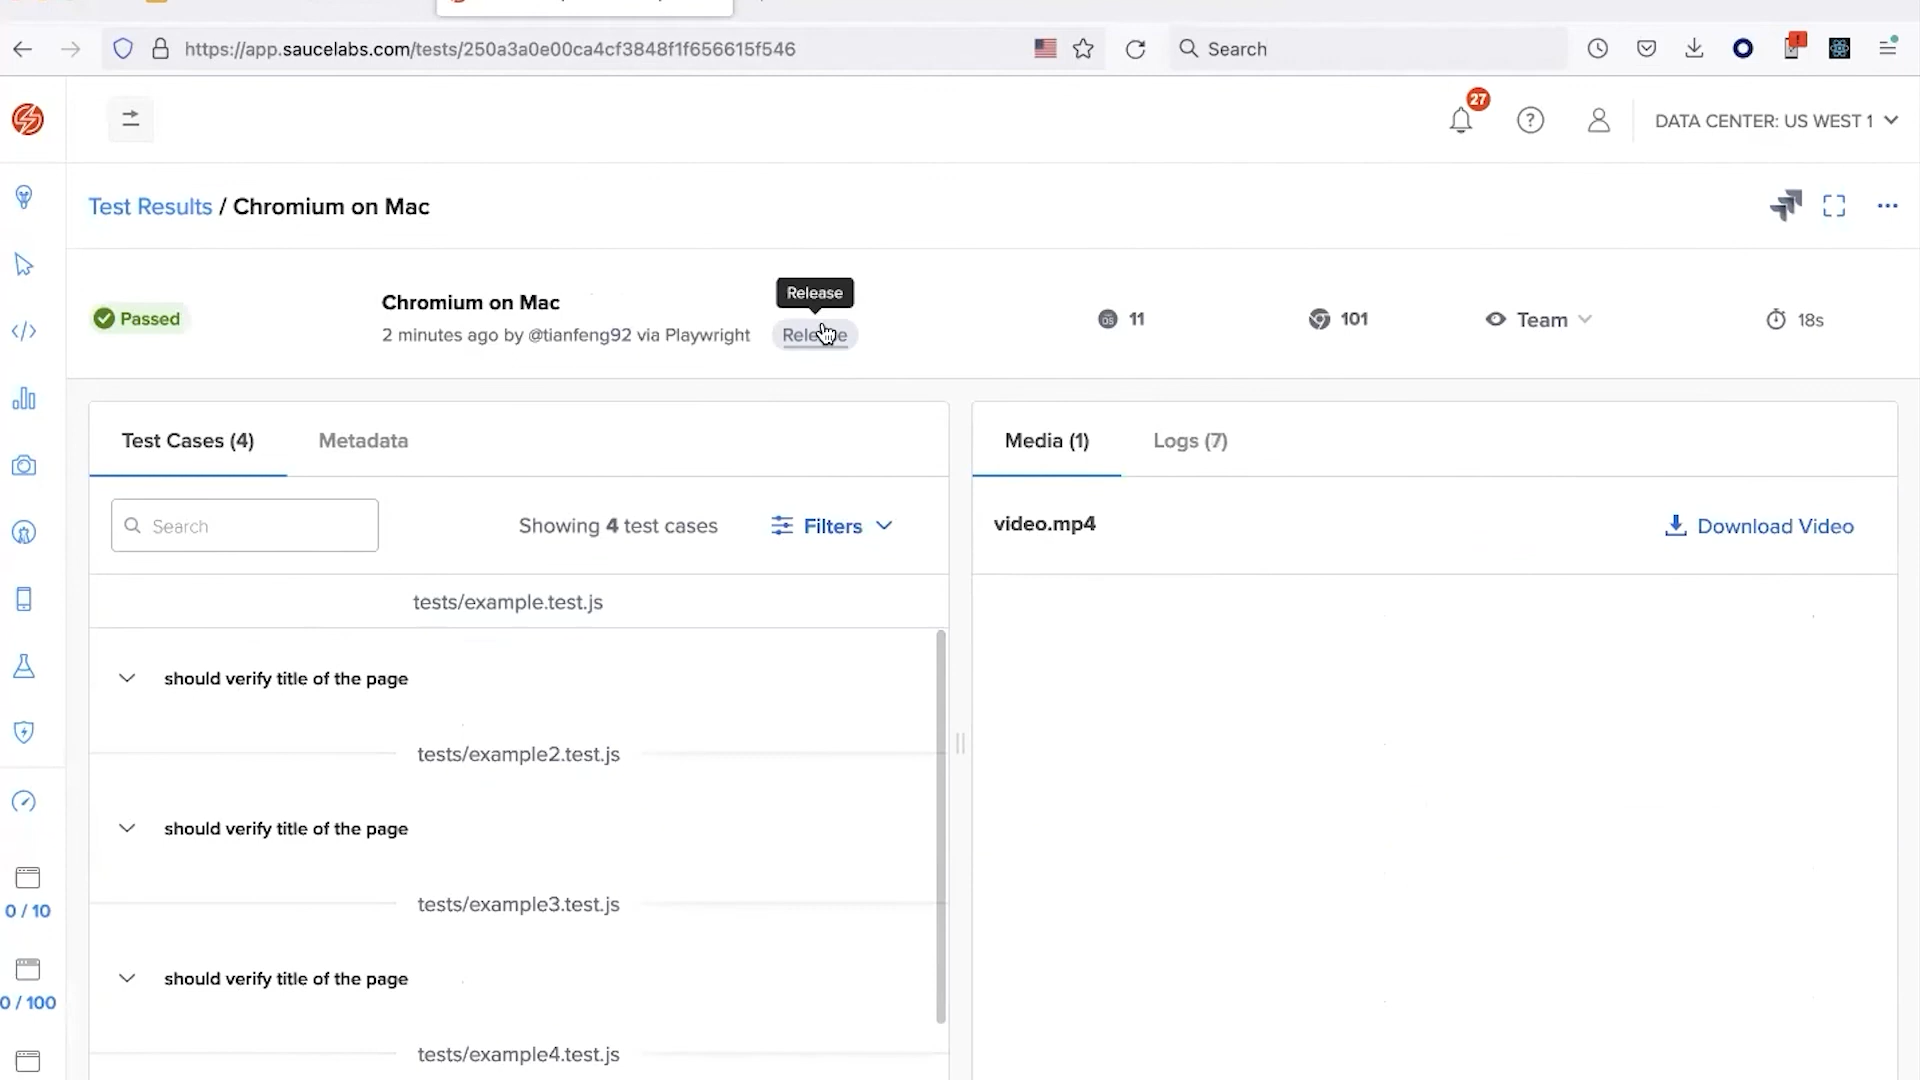 https://app.saucelabs.com/tests/250a3a0e00ca4cf3848f1f656615f546
Search
27
DATA CENTER: US WEST 1
Test Results / Chromium on Mac
Release
Passed
Chromium on Mac
2 minutes ago by @tianfeng92 via Playwright
Release
11
101
Team
18s
Test Cases (4)
Metadata
Media (1)
Logs (7)
Search
Showing 4 test cases
Filters
video.mp4
Download Video
tests/example.test.js
should verify title of the page
tests/example2.test.js
should verify title of the page
tests/example3.test.js
should verify title of the page
tests/example4.test.js
0 / 10
0 / 100